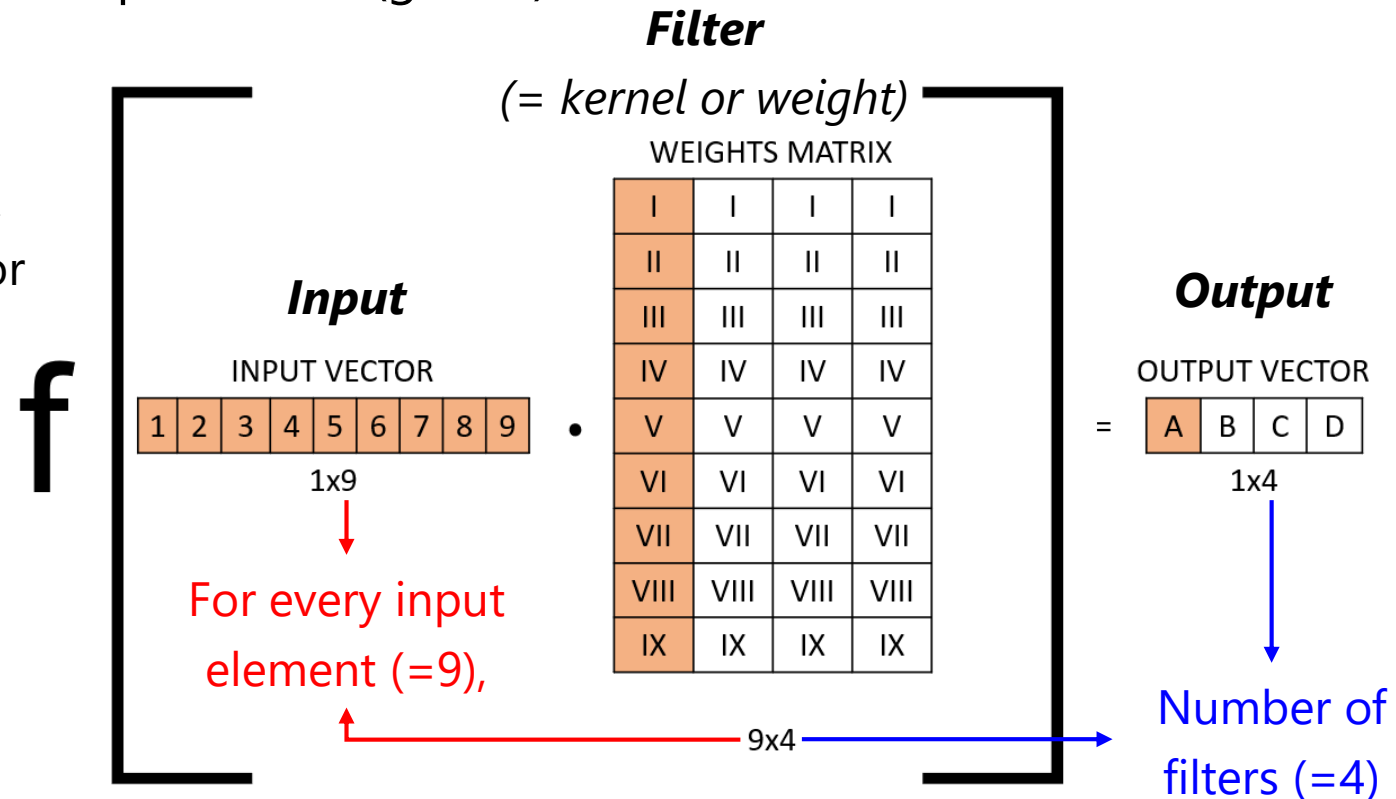 Filter
(= kernel or weight)
WEIGHTS MATRIX
I I I I
II II II II
III III III III
IV IV IV IV
V V V V
VI VI VI VI
VII VII VII VII
VIII VIII VIII VIII
IX IX IX IX
or
f
Input
INPUT VECTOR
1 2 3 4 5 6 7 8 9
1x9
•
For every input
element (=9),
9x4
=
Output
OUTPUT VECTOR
A B C D
1x4
Number of
filters (=4)